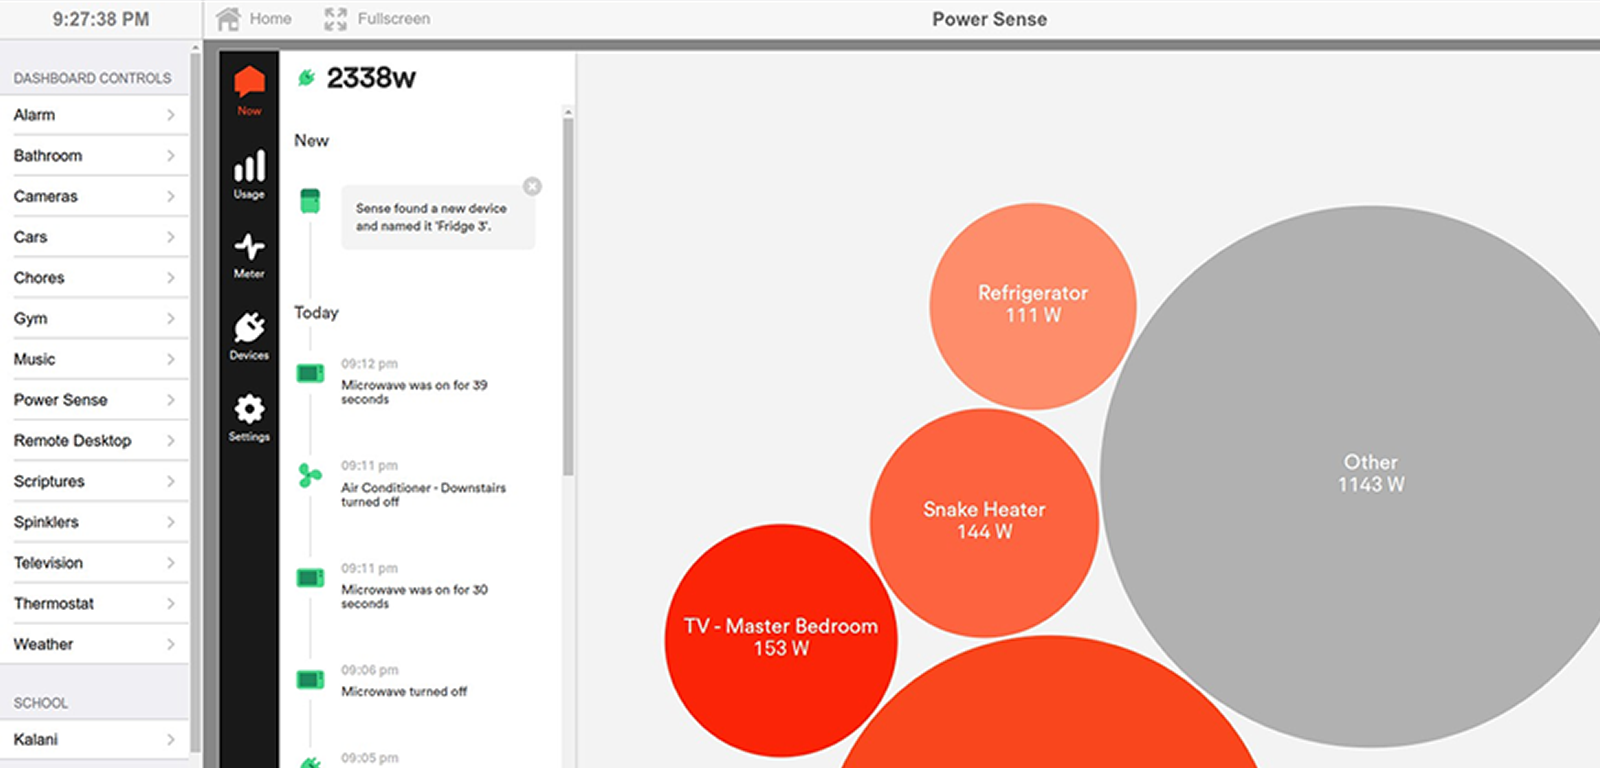 9:27:38 PM
Home
Fullscreen
Power Sense
DASHBOARD CONTROLS
Alarm
Bathroom
Cameras
Cars
Chores
Gym
Music
Power Sense
Remote Desktop
Scriptures
Spinklers
Television
Thermostat
Weather
SCHOOL
Kalani
Now
Usage
Meter
Devices
Settings
2338w
New
Sense found a new device
and named it 'Fridge 3'.
Today
09:12 pm
Microwave was on for 39
seconds
09:11 pm
Air Conditioner - Downstairs
turned off
09:11 pm
Microwave was on for 30
seconds
09:06 pm
Microwave turned off
09:05 pm
Refrigerator
111 W
Other
1143 W
Snake Heater
144 W
TV - Master Bedroom
153 W